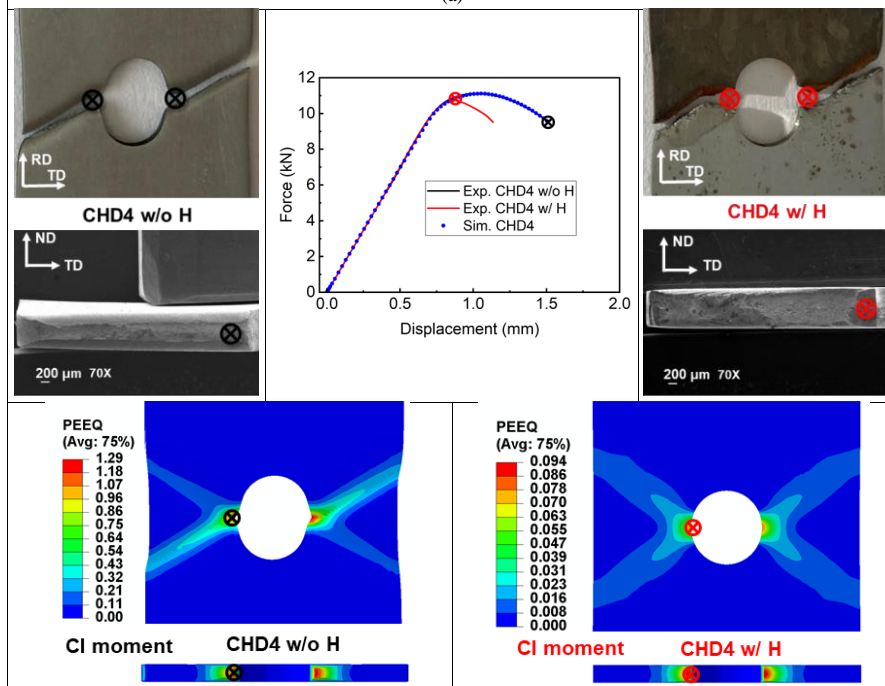 (a)
RD
TD
CHD4 w/o H
ND
TD
200 μm 70X
12
10
8
6
4
2
0
Force (kN)
Exp. CHD4 w/o H
Exp. CHD4 w/ H
Sim. CHD4
0.0 0.5 1.0 1.5 2.0
Displacement (mm)
RD
TD
CHD4 w/ H
ND
TD
200 μm 70X
PEEQ
(Avg: 75%)
1.29
1.18
1.07
0.96
0.86
0.75
0.64
0.54
0.43
0.32
0.21
0.11
0.00
CI moment CHD4 w/o H
PEEQ
(Avg: 75%)
0.094
0.086
0.078
0.070
0.063
0.055
0.047
0.039
0.031
0.023
0.016
0.008
0.000
CI moment CHD4 w/ H